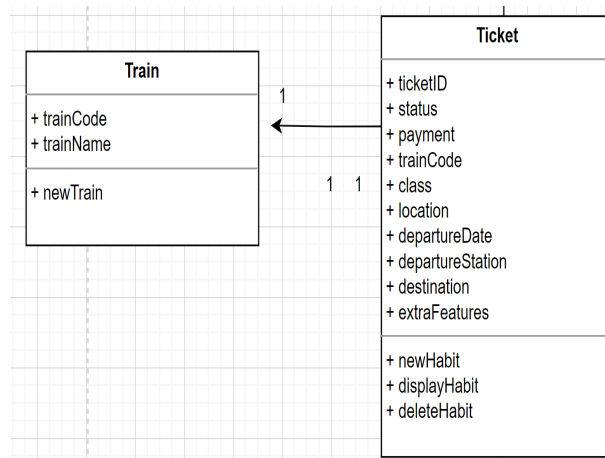 Train
+ trainCode
+ trainName
+ newTrain
1
1 1
Ticket
+ ticketID
+ status
+ payment
+ trainCode
+ class
+ location
+ departureDate
+ departureStation
+ destination
+ extraFeatures
+ newHabit
+ displayHabit
+ deleteHabit